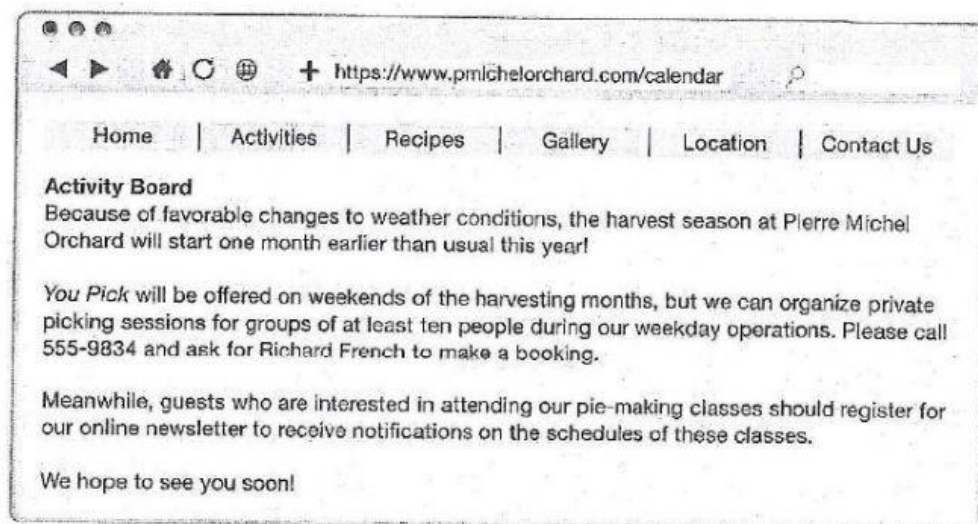 https://www.pmichelorchard.com/calendar
Home | Activities | Recipes | Gallery | Location | Contact Us
Activity Board
Because of favorable changes to weather conditions, the harvest season at Pierre Michel
Orchard will start one month earlier than usual this year!
You Pick will be offered on weekends of the harvesting months, but we can organize private
picking sessions for groups of at least ten people during our weekday operations. Please call
555-9834 and ask for Richard French to make a booking.
Meanwhile, guests who are interested in attending our pie-making classes should register for
our online newsletter to receive notifications on the schedules of these classes.
We hope to see you soon!